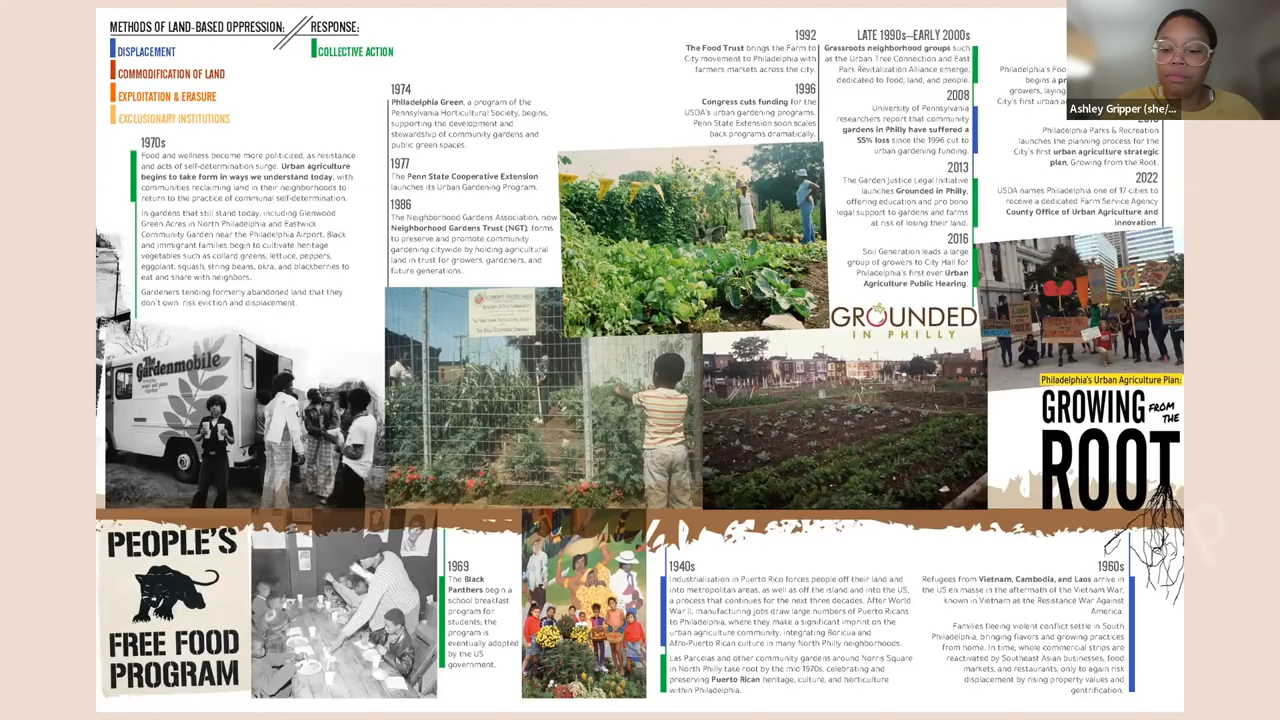 METHODS OF LAND-BASED OPPRESSION:
RESPONSE:
DISPLACEMENT
COLLECTIVE ACTION
COMMODIFICATION OF LAND
EXPLOITATION & ERASURE
EXCLUSIONARY INSTITUTIONS
1970s
Food and wellness become more politicized, as resistance
and acts of self-determination surge. Urban agriculture
begins to take form in ways we understand today, with
communities reclaiming land in their neighborhoods to
return to the practice of communal self-determination.
In gardens that still stand today, including Glenwood
Green Acres in North Philadelphia and Eastwick
Community Garden near the Philadelphia Airport, Black
and immigrant families begin to cultivate heritage
vegetables such as collard greens, lettuce, peppers,
eggplant, squash, string beans, okra, and blackberries to
eat and share with neighbors.
Gardeners tending formerly abandoned land that they
don't own risk eviction and displacement.
1974
Philadelphia Green, a program of the
Pennsylvania Horticultural Society, begins,
supporting the development and
stewardship of community gardens and
public green spaces.
1977
The Penn State Cooperative Extension
launches its Urban Gardening Program.
1986
The Neighborhood Gardens Association, now
Neighborhood Gardens Trust (NGT), forms
to preserve and promote community
gardening citywide by holding agricultural
land in trust for growers, gardeners, and
future generations.
1992
The Food Trust brings the Farm to
City movement to Philadelphia with
farmers markets across the city.
1996
Congress cuts funding for the
USDA's urban gardening programs.
Penn State Extension soon scales
back programs dramatically.
LATE 1990s–EARLY 2000s
Grassroots neighborhood groups such
as the Urban Tree Connection and East
Park Revitalization Alliance emerge,
dedicated to food, land, and people.
2008
University of Pennsylvania
researchers report that community
gardens in Philly have suffered a
55% loss since the 1996 cut to
urban gardening funding.
2013
The Garden Justice Legal Initiative
launches Grounded in Philly,
offering education and pro bono
legal support to gardens and farms
at risk of losing their land.
2016
Soil Generation leads a large
group of growers to City Hall for
Philadelphia's first ever Urban
Agriculture Public Hearing.
GROUNDED
IN PHILLY
Philadelphia's Foo
begins a pr
growers, laying
City's first urban a
Ashley Gripper (she/...
Philadelphia Parks & Recreation
launches the planning process for the
City's first urban agriculture strategic
plan, Growing from the Root.
2022
USDA names Philadelphia one of 17 cities to
receive a dedicated Farm Service Agency
County Office of Urban Agriculture and
Innovation.
The
Gardenmobile
Philadelphia's Urban Agriculture Plan:
GROWING FROM THE
ROOT
PEOPLE'S
FREE FOOD
PROGRAM
1969
The Black
Panthers begin a
school breakfast
program for
students; the
program is
eventually adopted
by the US
government.
1940s
Industrialization in Puerto Rico forces people off their land and
into metropolitan areas, as well as off the island and into the US,
a process that continues for the next three decades. After World
War II, manufacturing jobs draw large numbers of Puerto Ricans
to Philadelphia, where they make a significant imprint on the
urban agriculture community, integrating Boricua and
Afro-Puerto Rican culture in many North Philly neighborhoods.
Las Parcelas and other community gardens around Norris Square
in North Philly take root by the mid 1970s, celebrating and
preserving Puerto Rican heritage, culture, and horticulture
within Philadelphia.
1960s
Refugees from Vietnam, Cambodia, and Laos arrive in
the US en masse in the aftermath of the Vietnam War,
known in Vietnam as the Resistance War Against
America.
Families fleeing violent conflict settle in South
Philadelphia, bringing flavors and growing practices
from home. In time, whole commercial strips are
reactivated by Southeast Asian businesses, food
markets, and restaurants, only to again risk
displacement by rising property values and
gentrification.